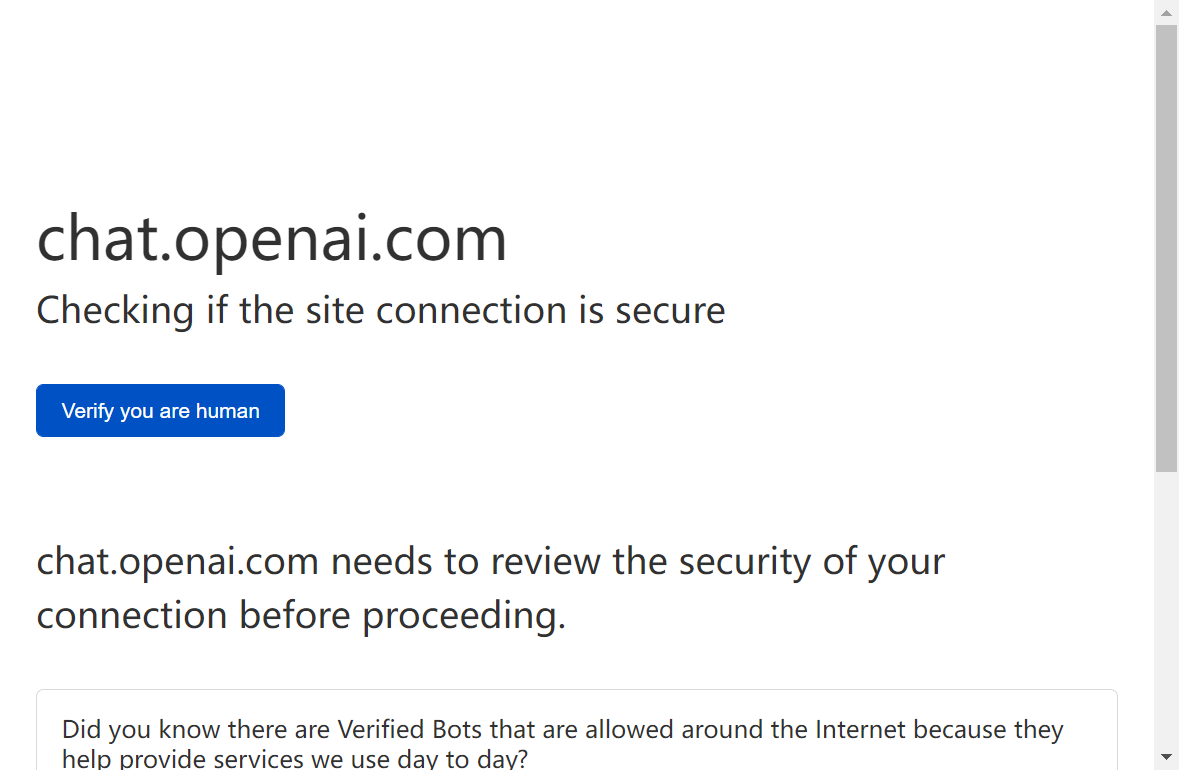 chat.openai.com
Checking if the site connection is secure
Verify you are human
chat.openai.com needs to review the security of your
connection before proceeding.
Did you know there are Verified Bots that are allowed around the Internet because they
help provide services we use day to day?